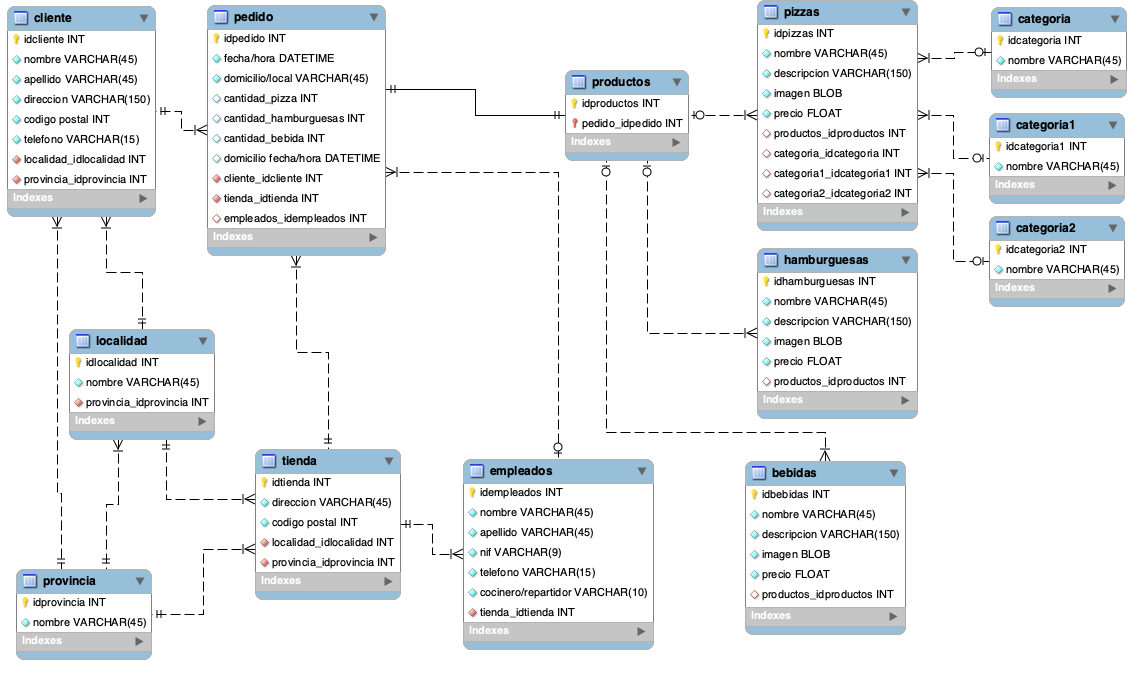 cliente
idcliente INT
nombre VARCHAR(45)
apellido VARCHAR(45)
direccion VARCHAR(150)
codigo postal INT
telefono VARCHAR(15)
localidad_idlocalidad INT
provincia_idprovincia INT
Indexes
pedido
idpedido INT
fecha/hora DATETIME
domicilio/local VARCHAR(45)
cantidad_pizza INT
cantidad_hamburguesas INT
cantidad_bebida INT
domicilio fecha/hora DATETIME
cliente_idcliente INT
tienda_idtienda INT
empleados_idempleados INT
Indexes
productos
idproductos INT
pedido_idpedido INT
Indexes
pizzas
idpizzas INT
nombre VARCHAR(45)
descripcion VARCHAR(150)
imagen BLOB
precio FLOAT
productos_idproductos INT
categoria_idcategoria INT
categoria1_idcategoria1 INT
categoria2_idcategoria2 INT
Indexes
categoria
idcategoria INT
nombre VARCHAR(45)
Indexes
categoria1
idcategoria1 INT
nombre VARCHAR(45)
Indexes
categoria2
idcategoria2 INT
nombre VARCHAR(45)
Indexes
hamburguesas
idhamburguesas INT
nombre VARCHAR(45)
descripcion VARCHAR(150)
imagen BLOB
precio FLOAT
productos_idproductos INT
Indexes
localidad
idlocalidad INT
nombre VARCHAR(45)
provincia_idprovincia INT
Indexes
tienda
idtienda INT
direccion VARCHAR(45)
codigo postal INT
localidad_idlocalidad INT
provincia_idprovincia INT
Indexes
empleados
idempleados INT
nombre VARCHAR(45)
apellido VARCHAR(45)
nif VARCHAR(9)
telefono VARCHAR(15)
cocinero/repartidor VARCHAR(10)
tienda_idtienda INT
Indexes
bebidas
idbebidas INT
nombre VARCHAR(45)
descripcion VARCHAR(150)
imagen BLOB
precio FLOAT
productos_idproductos INT
Indexes
provincia
idprovincia INT
nombre VARCHAR(45)
Indexes